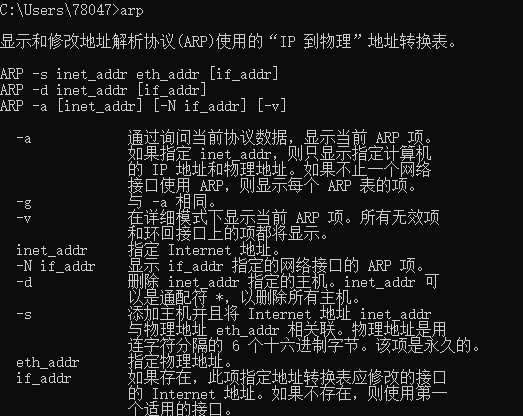 C:\Users\78047>arp
显示和修改地址解析协议(ARP)使用的“IP 到物理”地址转换表。
ARP -s inet_addr eth_addr [if_addr]
ARP -d inet_addr [if_addr]
ARP -a [inet_addr] [-N if_addr] [-v]
-a 通过询问当前协议数据，显示当前 ARP 项。
如果指定 inet_addr，则只显示指定计算机
的 IP 地址和物理地址。如果不止一个网络
接口使用 ARP，则显示每个 ARP 表的项。
-g 与 -a 相同。
-v 在详细模式下显示当前 ARP 项。所有无效项
和环回接口上的项都将显示。
inet_addr 指定 Internet 地址。
-N if_addr 显示 if_addr 指定的网络接口的 ARP 项。
-d 删除 inet_addr 指定的主机。inet_addr 可
以是通配符 *，以删除所有主机。
-s 添加主机并且将 Internet 地址 inet_addr
与物理地址 eth_addr 相关联。物理地址是用
连字符分隔的 6 个十六进制字节。该项是永久的。
eth_addr 指定物理地址。
if_addr 如果存在，此项指定地址转换表应修改的接口
的 Internet 地址。如果不存在，则使用第一
个适用的接口。